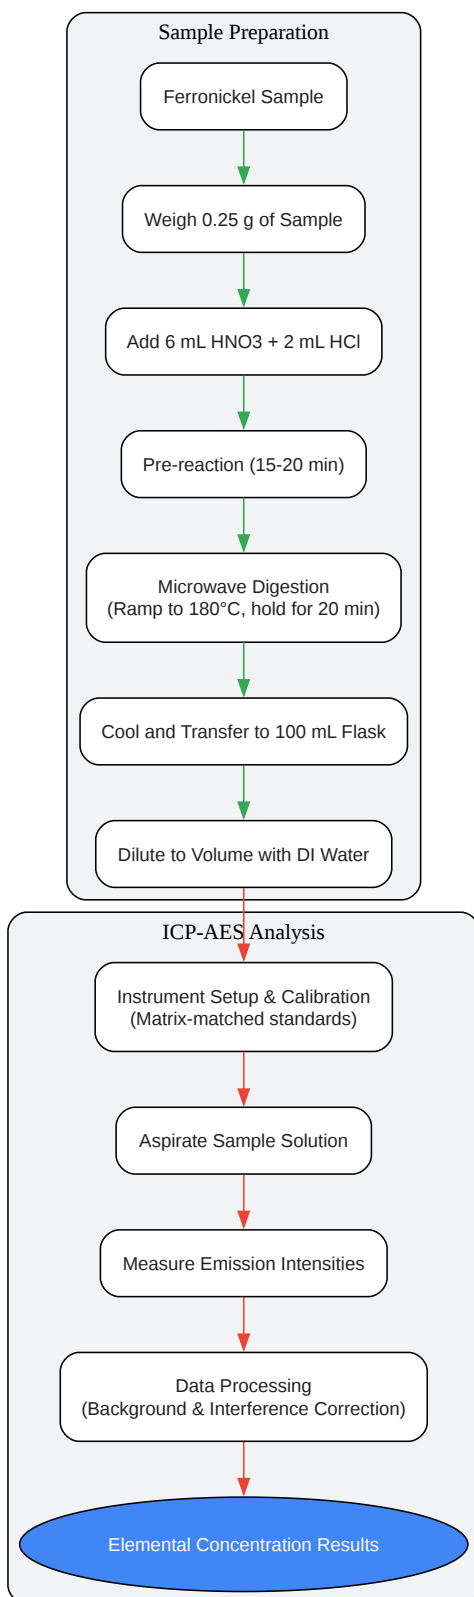 Sample Preparation
Ferronickel Sample
Weigh 0.25 g of Sample
Add 6 mL HNO3 + 2 mL HCl
Pre-reaction (15-20 min)
Microwave Digestion
(Ramp to 180°C, hold for 20 min)
Cool and Transfer to 100 mL Flask
Dilute to Volume with DI Water
ICP-AES Analysis
Instrument Setup & Calibration
(Matrix-matched standards)
Aspirate Sample Solution
Measure Emission Intensities
Data Processing
(Background & Interference Correction)
Elemental Concentration Results